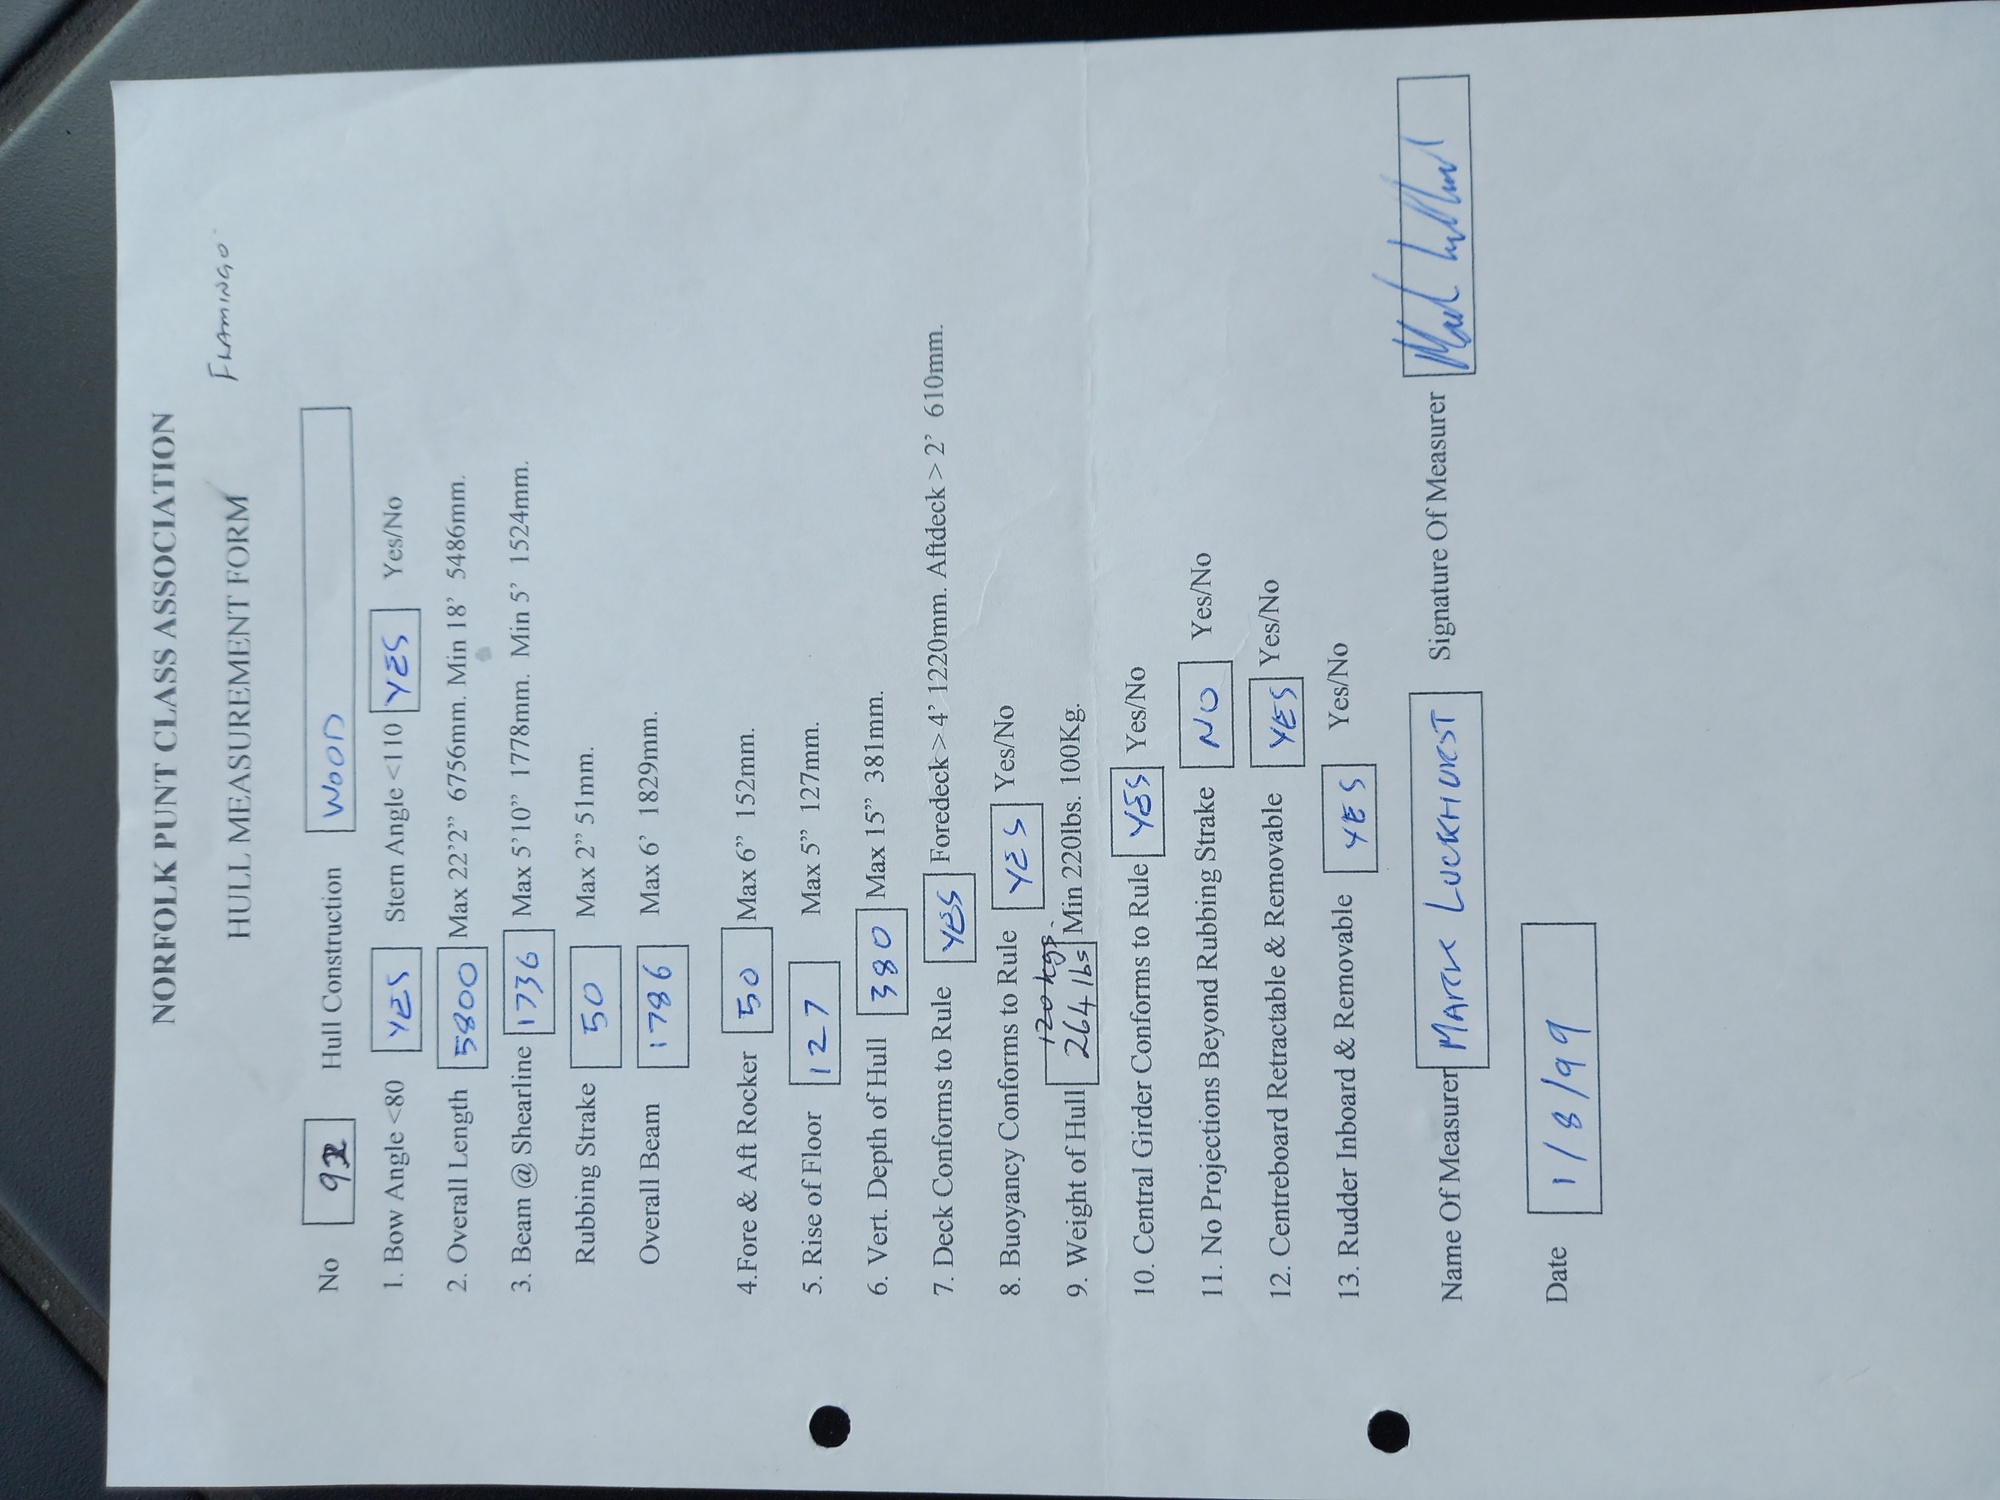 NORFOLK PUNT CLASS ASSOCIATION
HULL MEASUREMENT FORM FLAMINGO
No 92 Hull Construction WOOD
1. Bow Angle <80 YES Stern Angle <110 YES Yes/No
2. Overall Length 5800 Max 22'2" 6756mm. Min 18' 5486mm.
3. Beam @ Shearline 1736 Max 5'10" 1778mm. Min 5' 1524mm.
Rubbing Strake 50 Max 2" 51mm.
Overall Beam 1786 Max 6' 1829mm.
4.Fore & Aft Rocker 50 Max 6" 152mm.
5. Rise of Floor 127 Max 5" 127mm.
6. Vert. Depth of Hull 380 Max 15" 381mm.
7. Deck Conforms to Rule YES Foredeck > 4' 1220mm. Aftdeck > 2' 610mm.
8. Buoyancy Conforms to Rule YES Yes/No
120 kgs.
9. Weight of Hull 264 lbs Min 220lbs. 100Kg.
10. Central Girder Conforms to Rule YES Yes/No
11. No Projections Beyond Rubbing Strake NO Yes/No
12. Centreboard Retractable & Removable YES Yes/No
13. Rudder Inboard & Removable YES Yes/No
Name Of Measurer MARK LUCKHURST Signature Of Measurer Mark Luckhurst
Date 1/8/99